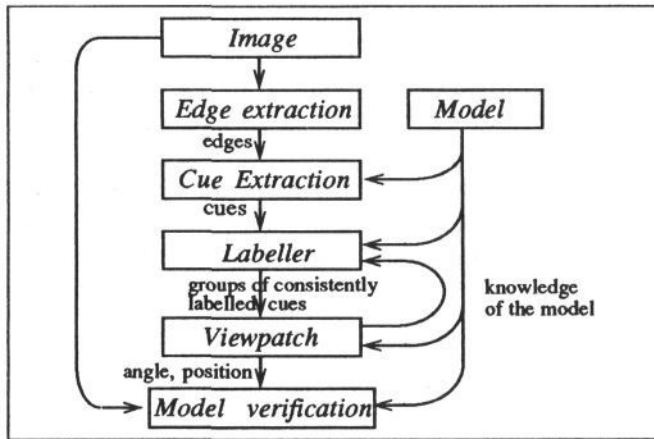 Image
Edge extraction
Model
edges
Cue Extraction
cues
Labeller
groups of consistently
labelled cues
knowledge
of the model
Viewpatch
angle, position
Model verification